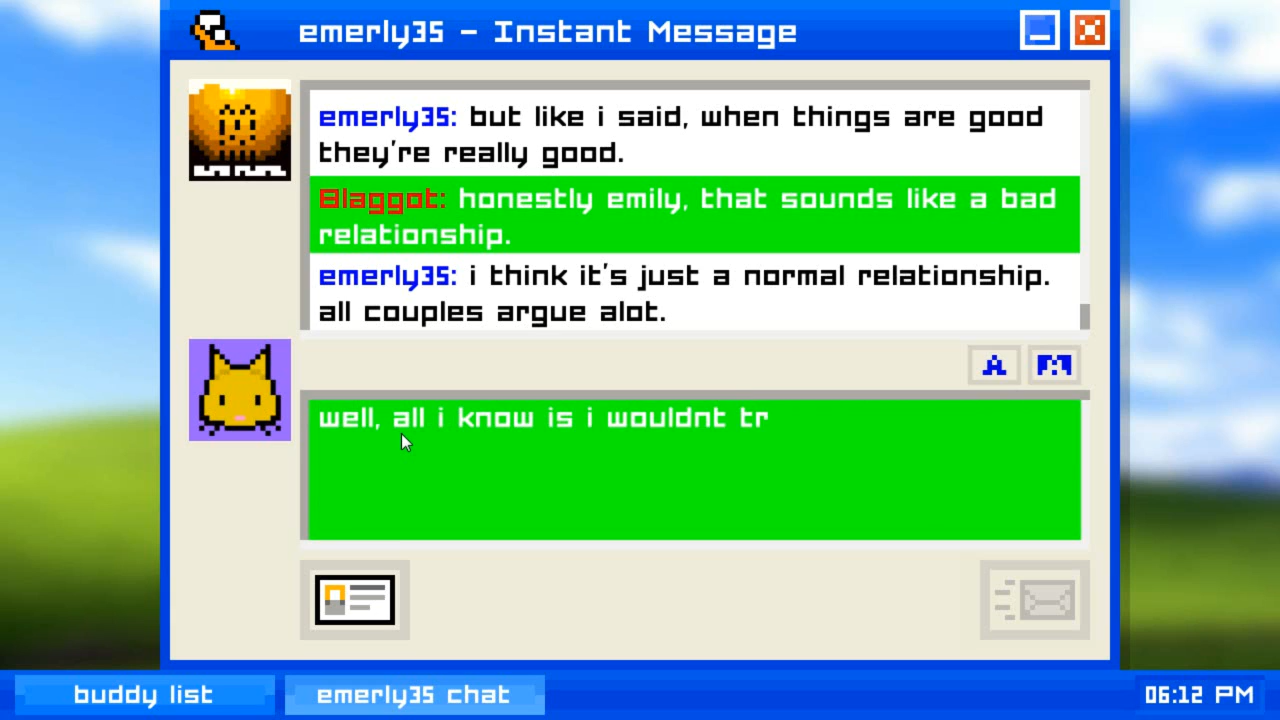 emerly35 - Instant Message
emerly35: but like i said, when things are good
they're really good.
Blaggot: honestly emily, that sounds like a bad
relationship.
emerly35: i think it's just a normal relationship.
all couples argue alot.
A
well, all i know is i wouldnt tr
buddy list
emerly35 chat
06:12 PM